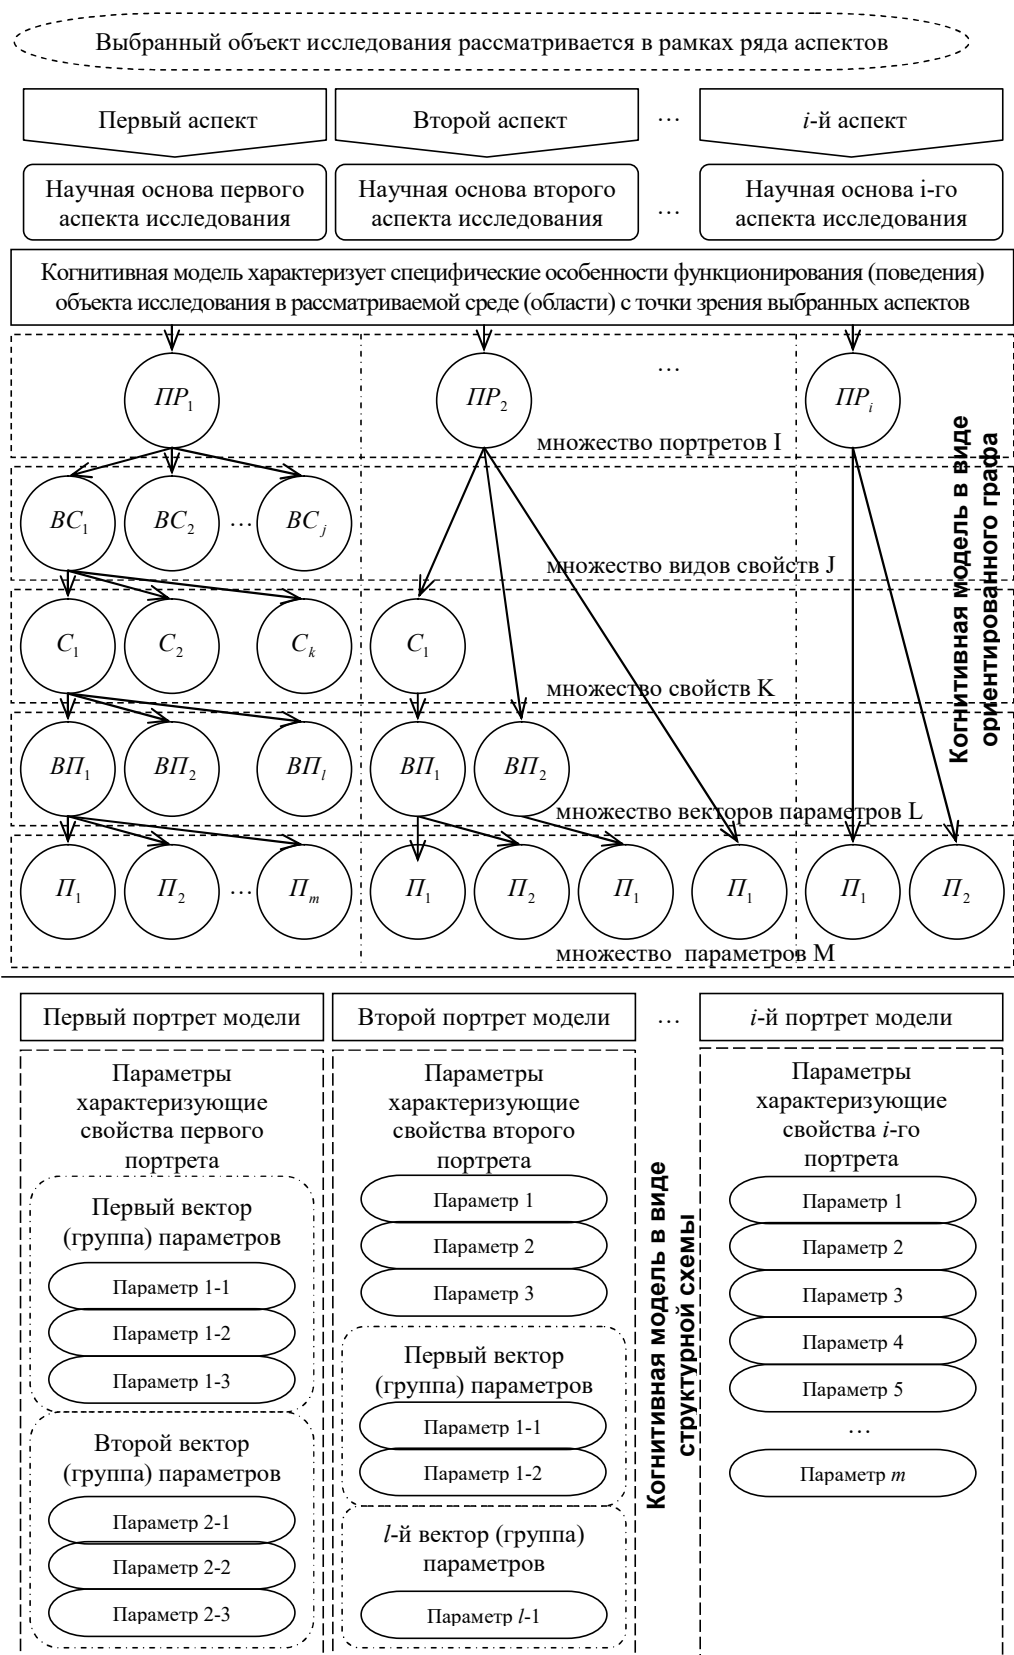 Выбранный объект исследования рассматривается в рамках ряда аспектов
Первый аспект
Второй аспект
…
i-й аспект
Научная основа первого
аспекта исследования
Научная основа второго
аспекта исследования
…
Научная основа i-го
аспекта исследования
Когнитивная модель характеризует специфические особенности функционирования (поведения)
объекта исследования в рассматриваемой среде (области) с точки зрения выбранных аспектов
ПР1
ПР2
…
ПРi
множество портретов I
ВС1
ВС2
…
ВСj
множество видов свойств J
С1
С2
Сk
С1
множество свойств K
ВП1
ВП2
ВПl
ВП1
ВП2
множество векторов параметров L
П1
П2
…
Пm
П1
П2
П1
П1
П1
П2
множество параметров M
Когнитивная модель в виде
ориентированного графа
Первый портрет модели
Второй портрет модели
…
i-й портрет модели
Параметры
характеризующие
свойства первого
портрета
Первый вектор
(группа) параметров
Параметр 1-1
Параметр 1-2
Параметр 1-3
Второй вектор
(группа) параметров
Параметр 2-1
Параметр 2-2
Параметр 2-3
Параметры
характеризующие
свойства второго
портрета
Параметр 1
Параметр 2
Параметр 3
Первый вектор
(группа) параметров
Параметр 1-1
Параметр 1-2
l-й вектор (группа)
параметров
Параметр l-1
Когнитивная модель в виде
структурной схемы
Параметры
характеризующие
свойства i-го
портрета
Параметр 1
Параметр 2
Параметр 3
Параметр 4
Параметр 5
…
Параметр m